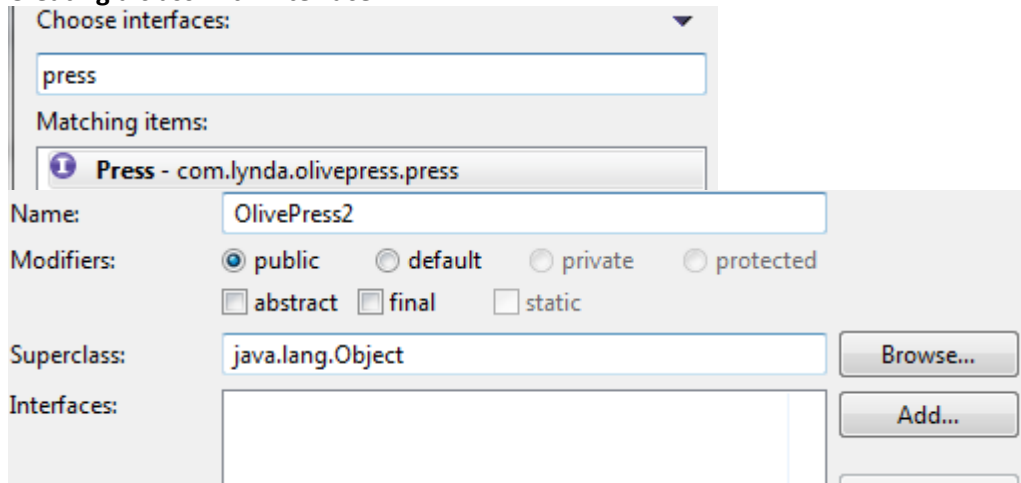 Choose interfaces:
press
Matching items:
Press - com.lynda.olivepress.press
Name: OlivePress2
Modifiers: public default private protected
abstract final static
Superclass: java.lang.Object Browse...
Interfaces: Add...